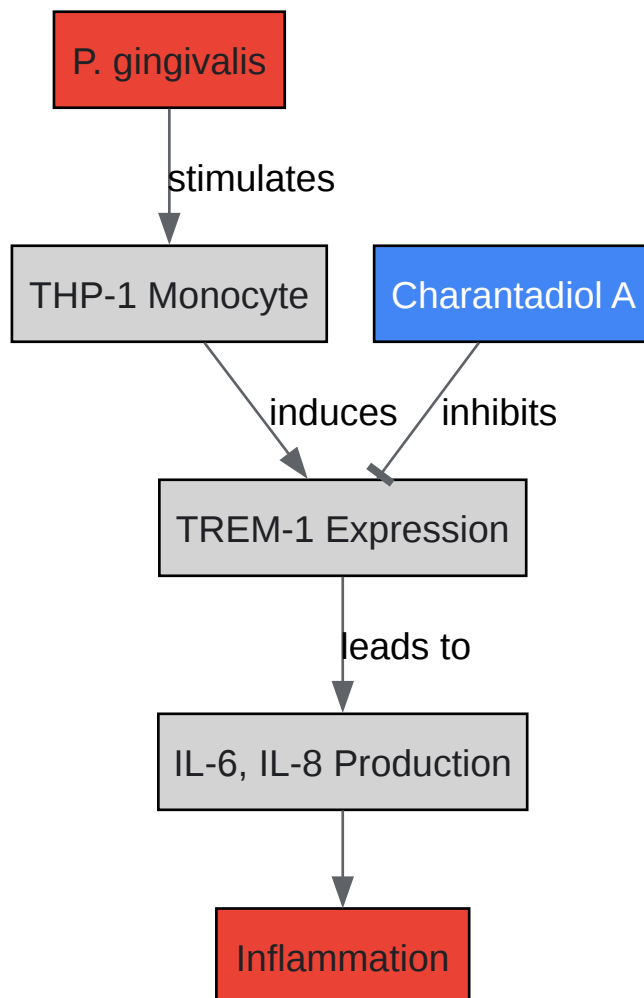 P. gingivalis
stimulates
THP-1 Monocyte
Charantadiol A
induces
inhibits
TREM-1 Expression
leads to
IL-6, IL-8 Production
Inflammation